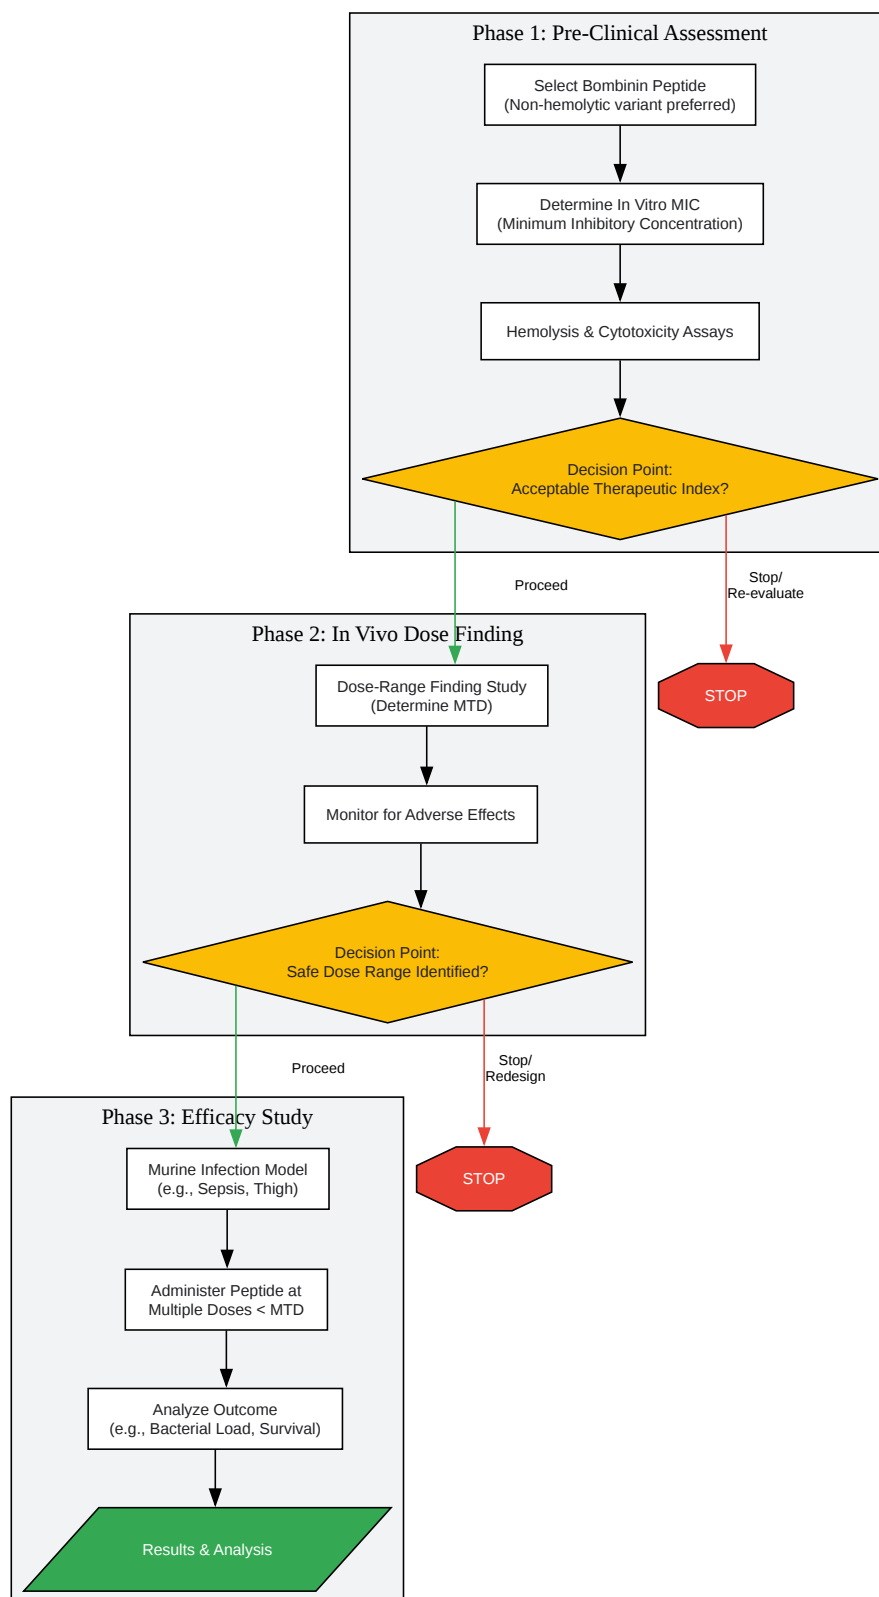 Phase 1: Pre-Clinical Assessment
Select Bombinin Peptide
(Non-hemolytic variant preferred)
Determine In Vitro MIC
(Minimum Inhibitory Concentration)
Hemolysis & Cytotoxicity Assays
Decision Point:
Acceptable Therapeutic Index?
Proceed
Stop/
Re-evaluate
Phase 2: In Vivo Dose Finding
Dose-Range Finding Study
(Determine MTD)
STOP
Monitor for Adverse Effects
Decision Point:
Safe Dose Range Identified?
Proceed
Stop/
Redesign
Phase 3: Efficacy Study
Murine Infection Model
(e.g., Sepsis, Thigh)
STOP
Administer Peptide at
Multiple Doses < MTD
Analyze Outcome
(e.g., Bacterial Load, Survival)
Results & Analysis